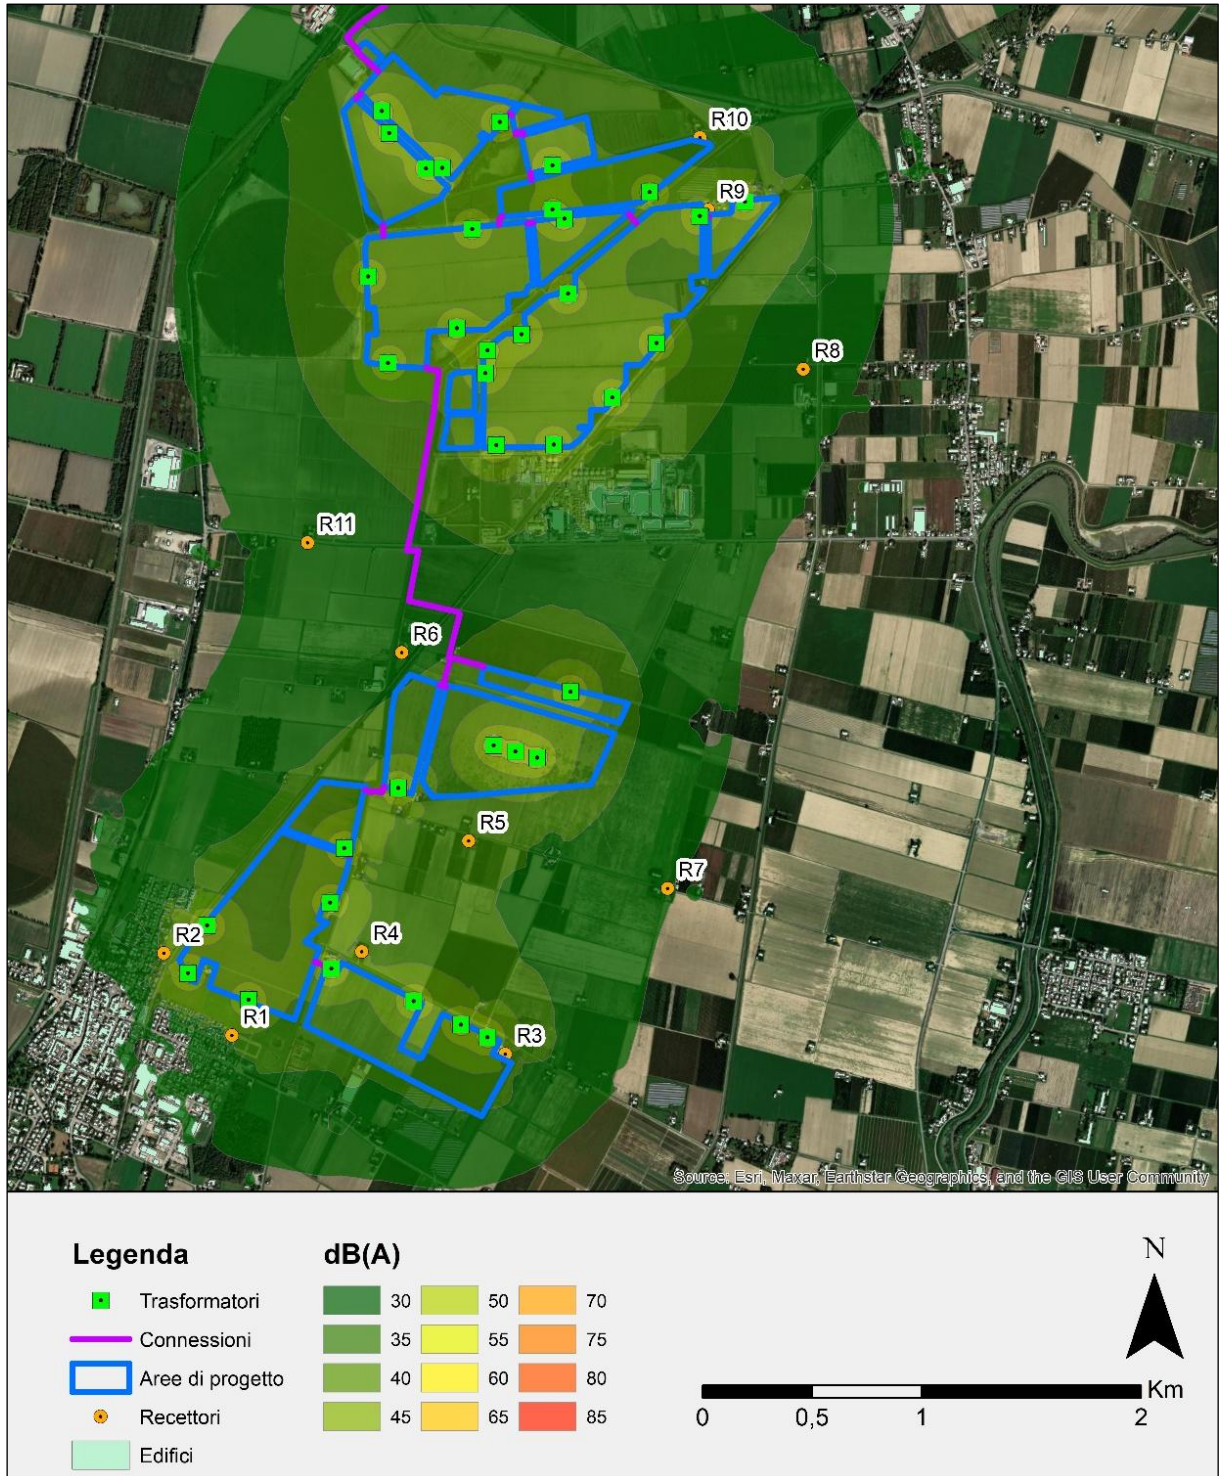 R10
R9
R8
R11
R6
R5
R7
R2
R4
R1
R3
Source: Esri, Maxar, Earthstar Geographics, and the GIS User Community
Legenda
Trasformatori
Connessioni
Aree di progetto
Recettori
Edifici
dB(A)
30 50 70
35 55 75
40 60 80
45 65 85
N
Km
0 0,5 1 2